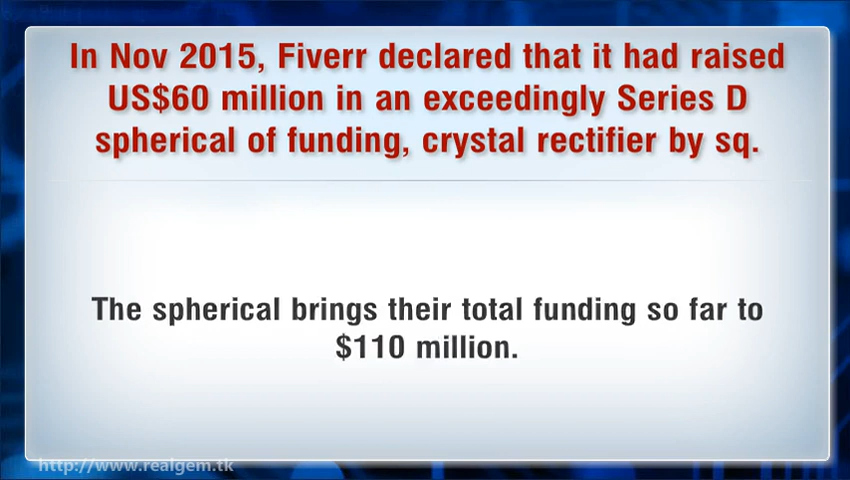 In Nov 2015, Fiverr declared that it had raised
US$60 million in an exceedingly Series D
spherical of funding, crystal rectifier by sq.
The spherical brings their total funding so far to
$110 million.
http://www.realgem.tk